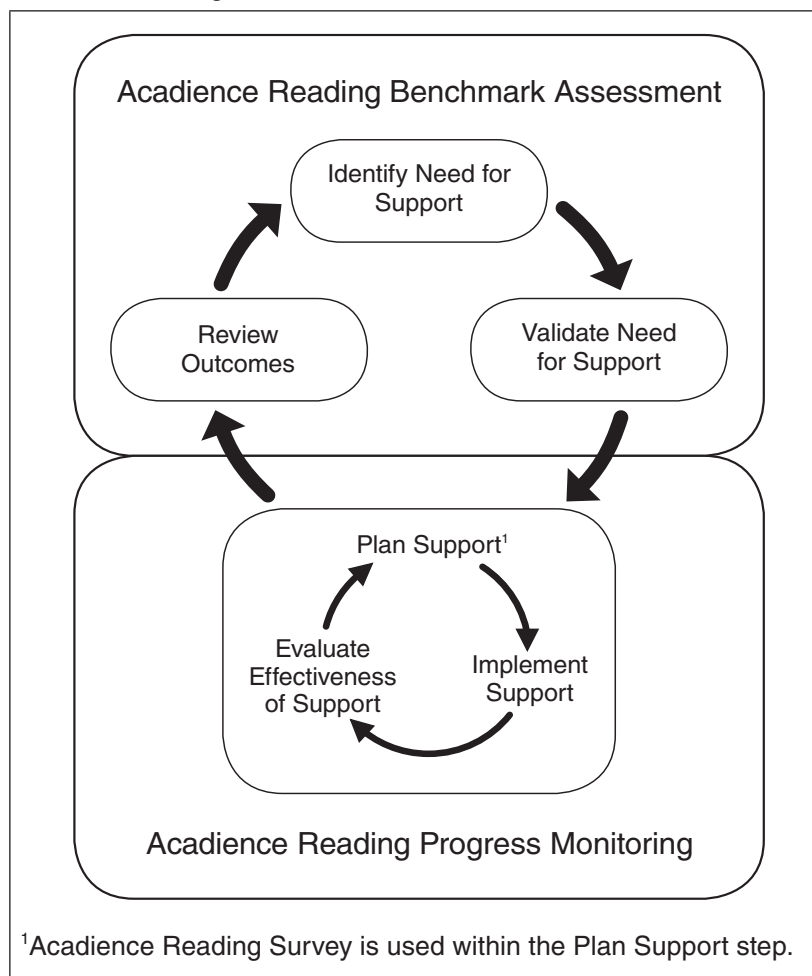 Acadience Reading Benchmark Assessment
Identify Need for
Support
Review
Outcomes
Validate Need
for Support
Plan Support¹
Evaluate
Effectiveness
of Support
Implement
Support
Acadience Reading Progress Monitoring
¹Acadience Reading Survey is used within the Plan Support step.